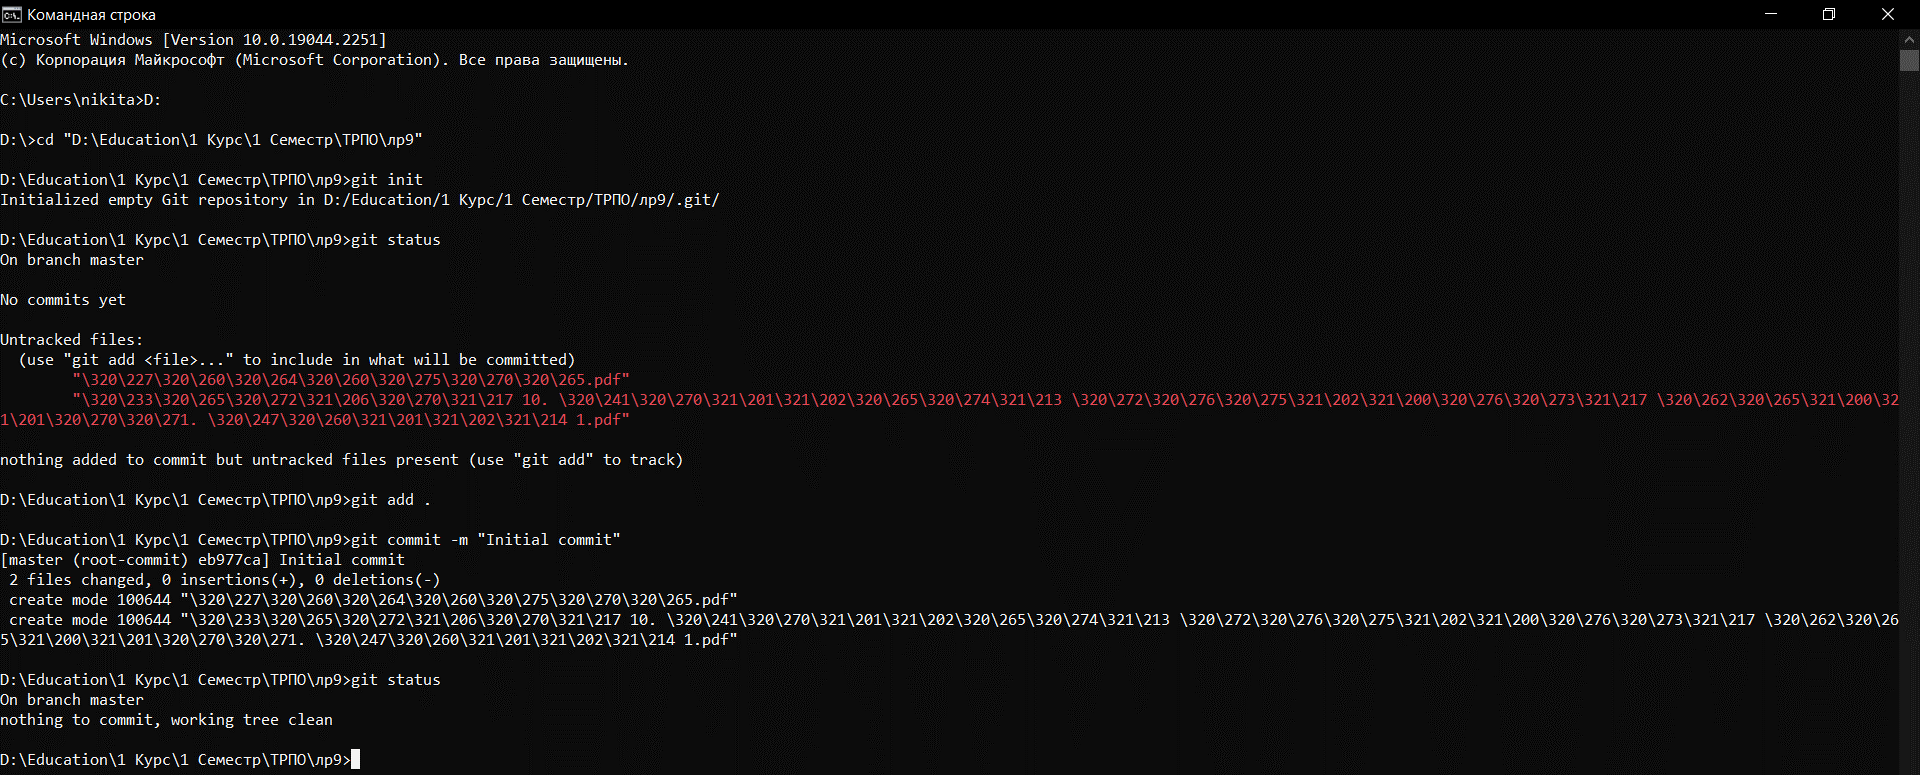 Командная строка
Microsoft Windows [Version 10.0.19044.2251]
(c) Корпорация Майкрософт (Microsoft Corporation). Все права защищены.
C:\Users\nikita>D:
D:\>cd "D:\Education\1 Курс\1 Семестр\ТРПО\лр9"
D:\Education\1 Курс\1 Семестр\ТРПО\лр9>git init
Initialized empty Git repository in D:/Education/1 Курс/1 Семестр/ТРПО/лр9/.git/
D:\Education\1 Курс\1 Семестр\ТРПО\лр9>git status
On branch master
No commits yet
Untracked files:
  (use "git add <file>..." to include in what will be committed)
        "\320\227\320\260\320\264\320\260\320\275\320\270\320\265.pdf"
        "\320\233\320\265\320\272\321\206\320\270\321\217 10. \320\241\320\270\321\201\321\202\320\265\320\274\321\213 \320\272\320\276\320\275\321\202\321\200\320\276\320\273\321\217 \320\262\320\265\321\200\32
1\201\320\270\320\271. \320\247\320\260\321\201\321\202\321\214 1.pdf"
nothing added to commit but untracked files present (use "git add" to track)
D:\Education\1 Курс\1 Семестр\ТРПО\лр9>git add .
D:\Education\1 Курс\1 Семестр\ТРПО\лр9>git commit -m "Initial commit"
[master (root-commit) eb977ca] Initial commit
 2 files changed, 0 insertions(+), 0 deletions(-)
 create mode 100644 "\320\227\320\260\320\264\320\260\320\275\320\270\320\265.pdf"
 create mode 100644 "\320\233\320\265\320\272\321\206\320\270\321\217 10. \320\241\320\270\321\201\321\202\320\265\320\274\321\213 \320\272\320\276\320\275\321\202\321\200\320\276\320\273\321\217 \320\262\320\26
5\321\200\321\201\320\270\320\271. \320\247\320\260\321\201\321\202\321\214 1.pdf"
D:\Education\1 Курс\1 Семестр\ТРПО\лр9>git status
On branch master
nothing to commit, working tree clean
D:\Education\1 Курс\1 Семестр\ТРПО\лр9>